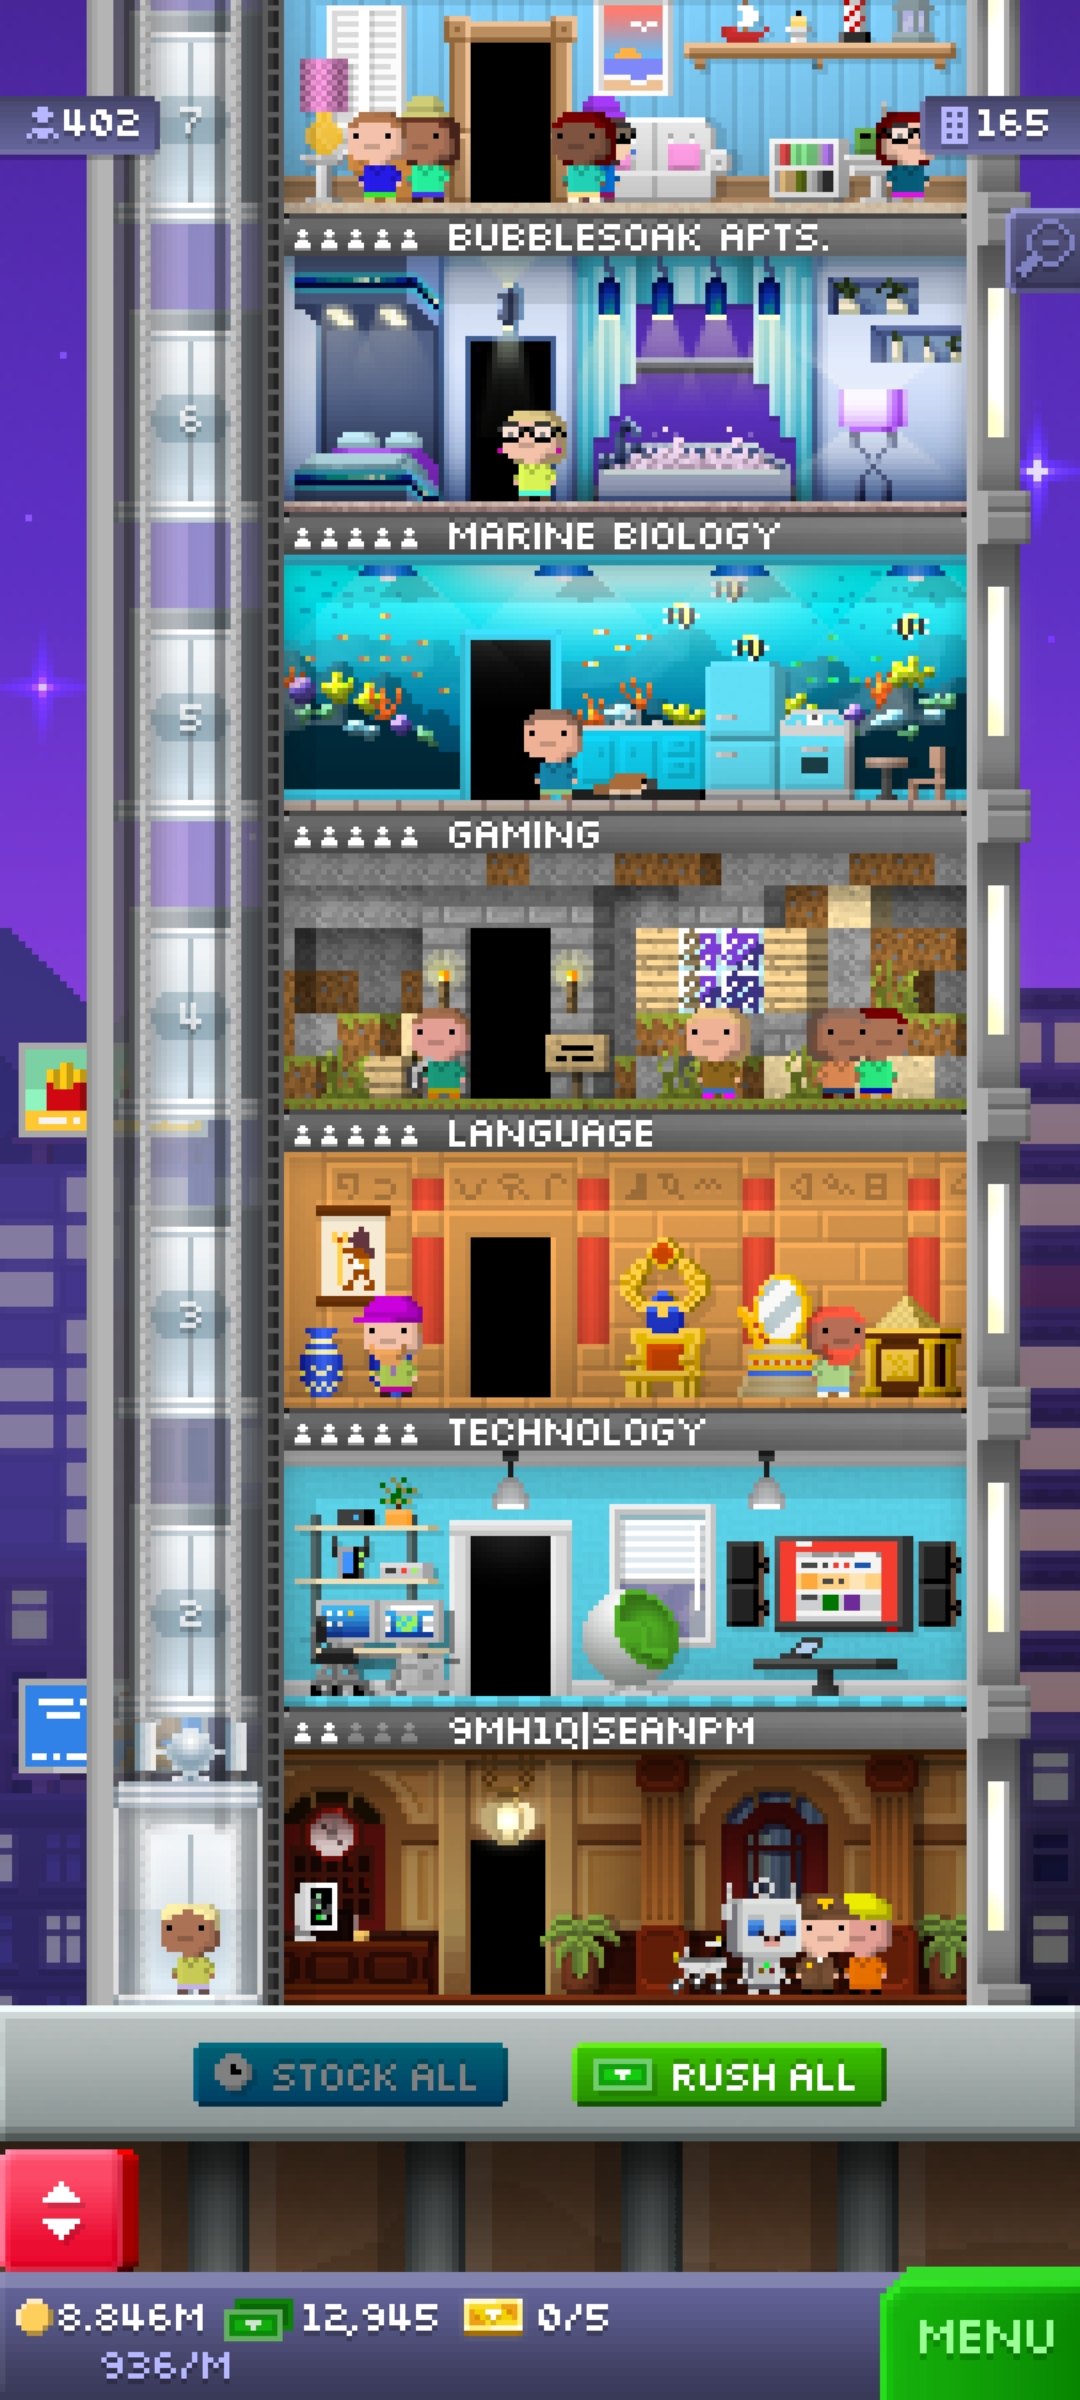 402
7
165
BUBBLESOAK APTS.
6
MARINE BIOLOGY
5
GAMING
4
LANGUAGE
3
TECHNOLOGY
2
9MH1Q|SEANPM
STOCK ALL
RUSH ALL
8.846M
12,945
0/5
936/M
MENU